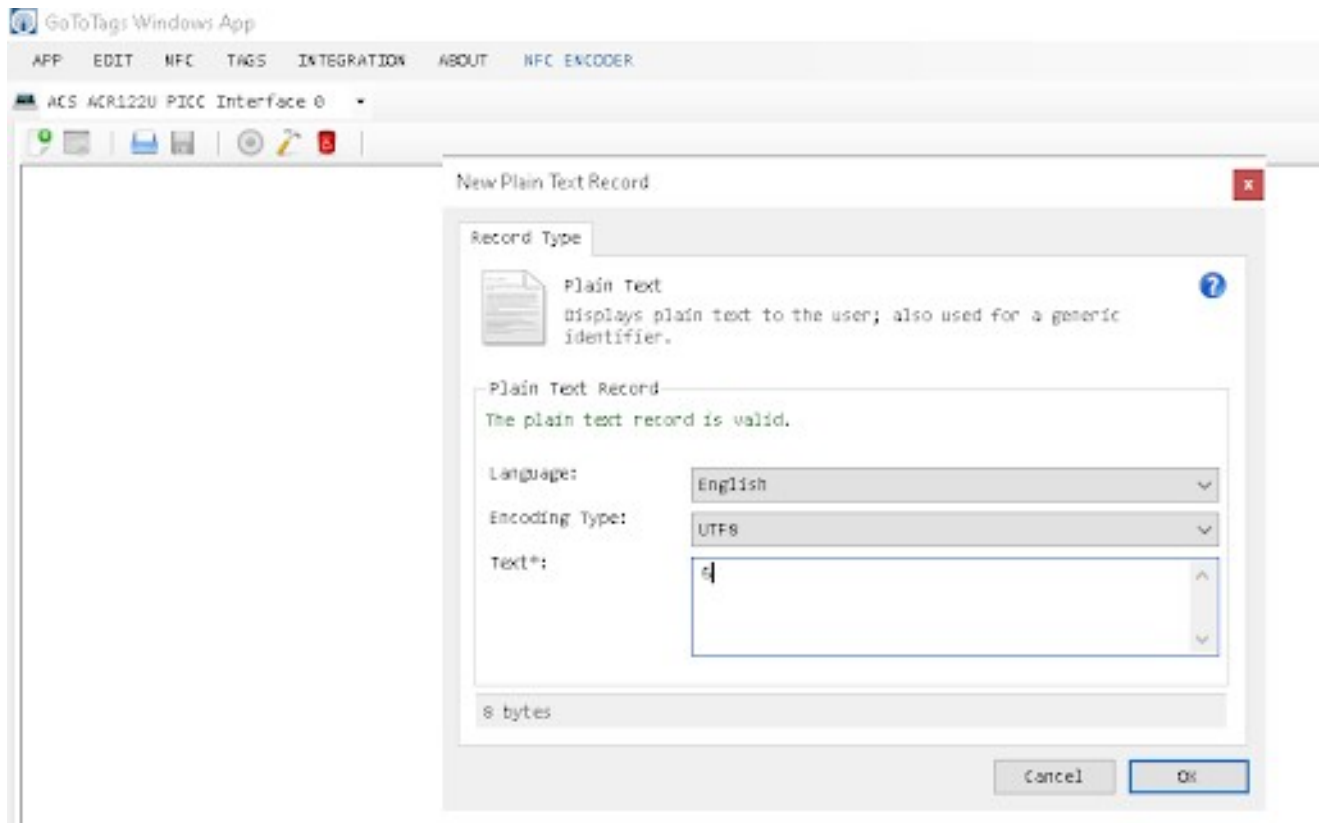 GoToTags Windows App
APP EDIT NFC TAGS INTEGRATION ABOUT NFC ENCODER
ACS ACR122U PICC Interface 0
New Plain Text Record
Record Type
Plain Text
Displays plain text to the user; also used for a generic
identifier.
Plain Text Record
The plain text record is valid.
Language:
English
Encoding Type:
UTF8
Text*:
8 bytes
Cancel
OK